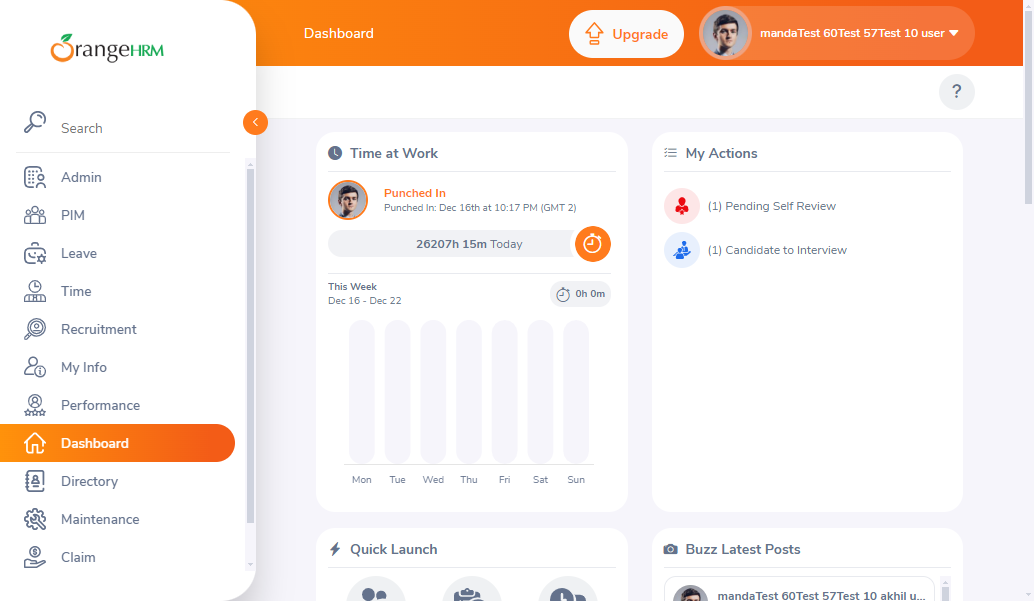 OrangeHRM
Dashboard
Upgrade
mandaTest 60Test 57Test 10 user
?
Search
Admin
PIM
Leave
Time
Recruitment
My Info
Performance
Dashboard
Directory
Maintenance
Claim
Time at Work
Punched In
Punched In: Dec 16th at 10:17 PM (GMT 2)
26207h 15m Today
This Week
Dec 16 - Dec 22
0h 0m
Mon Tue Wed Thu Fri Sat Sun
My Actions
(1) Pending Self Review
(1) Candidate to Interview
Quick Launch
Buzz Latest Posts
mandaTest 60Test 57Test 10 akhil u...